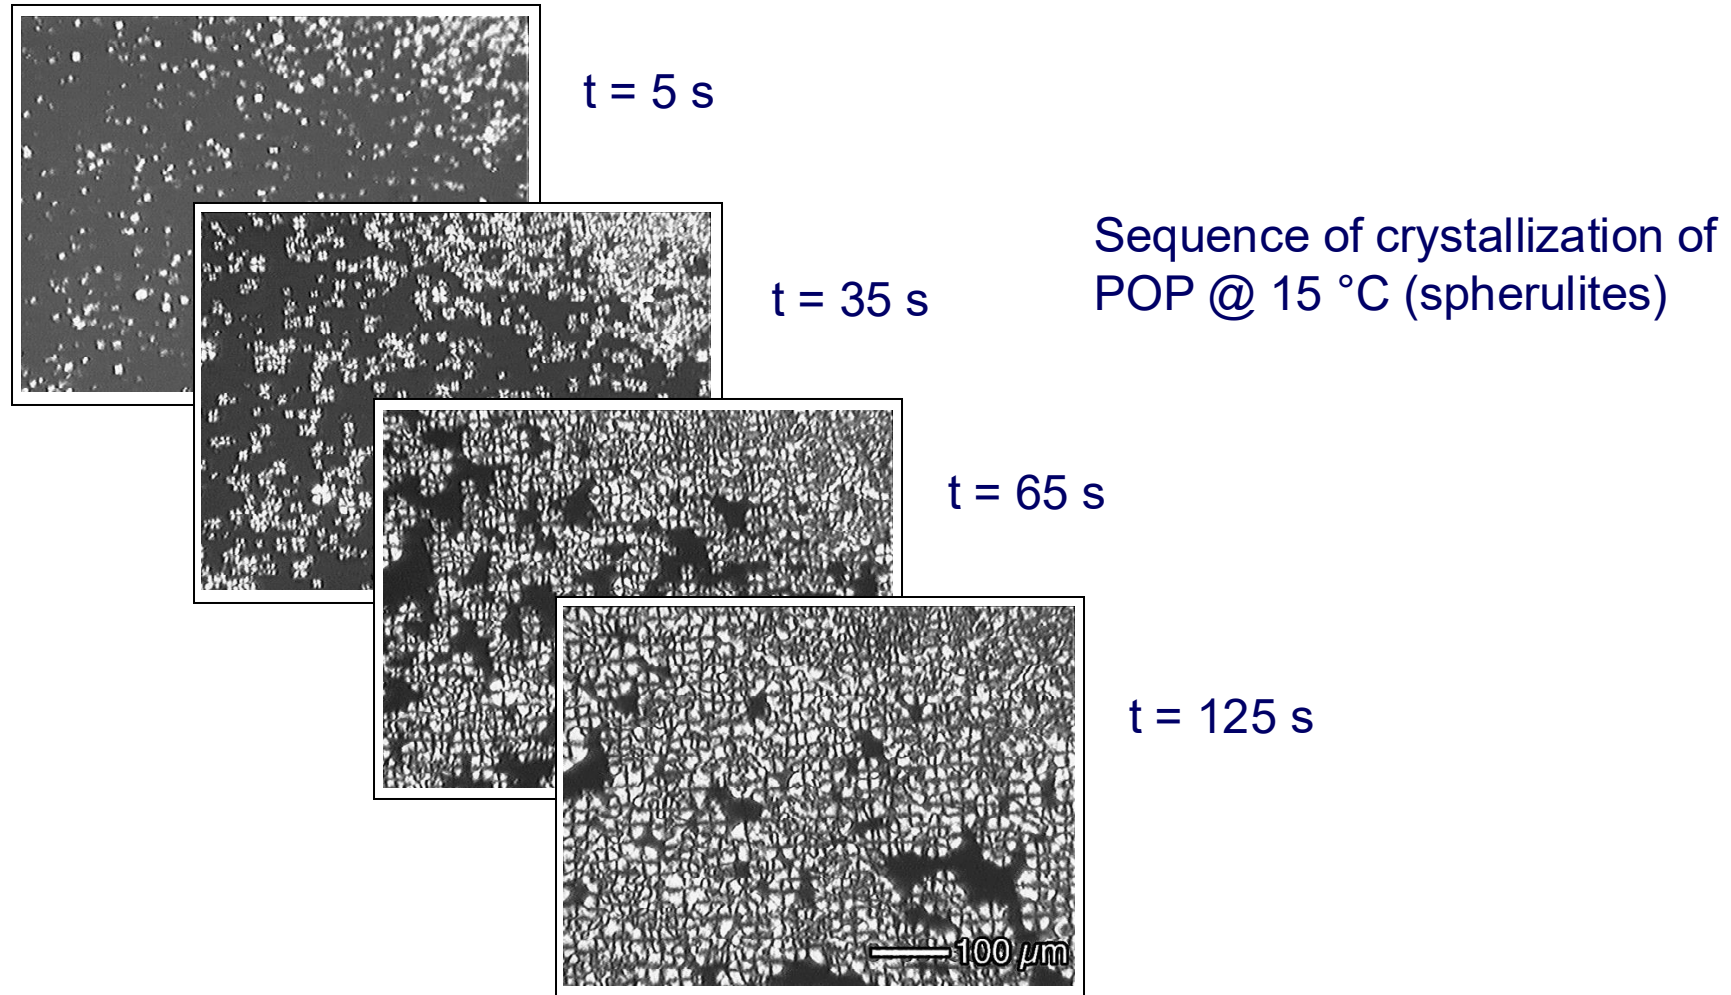 t = 5 s
Sequence of crystallization of
POP @ 15 °C (spherulites)
t = 35 s
t = 65 s
t = 125 s
100 µm